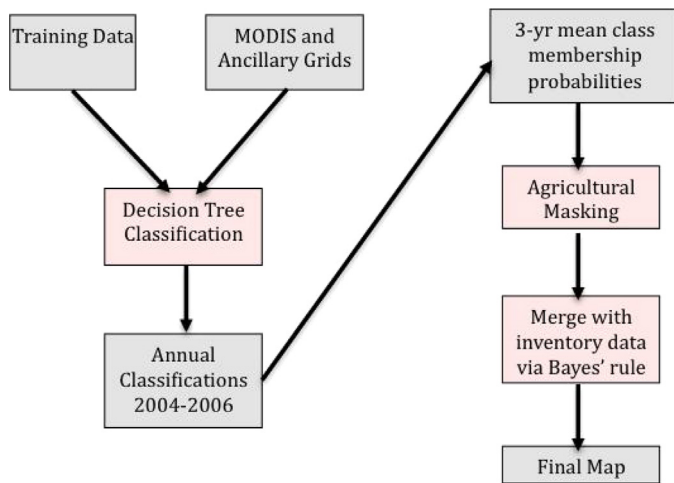 Training Data
MODIS and
Ancillary Grids
Decision Tree
Classification
Annual
Classifications
2004-2006
3-yr mean class
membership
probabilities
Agricultural
Masking
Merge with
inventory data
via Bayes’ rule
Final Map